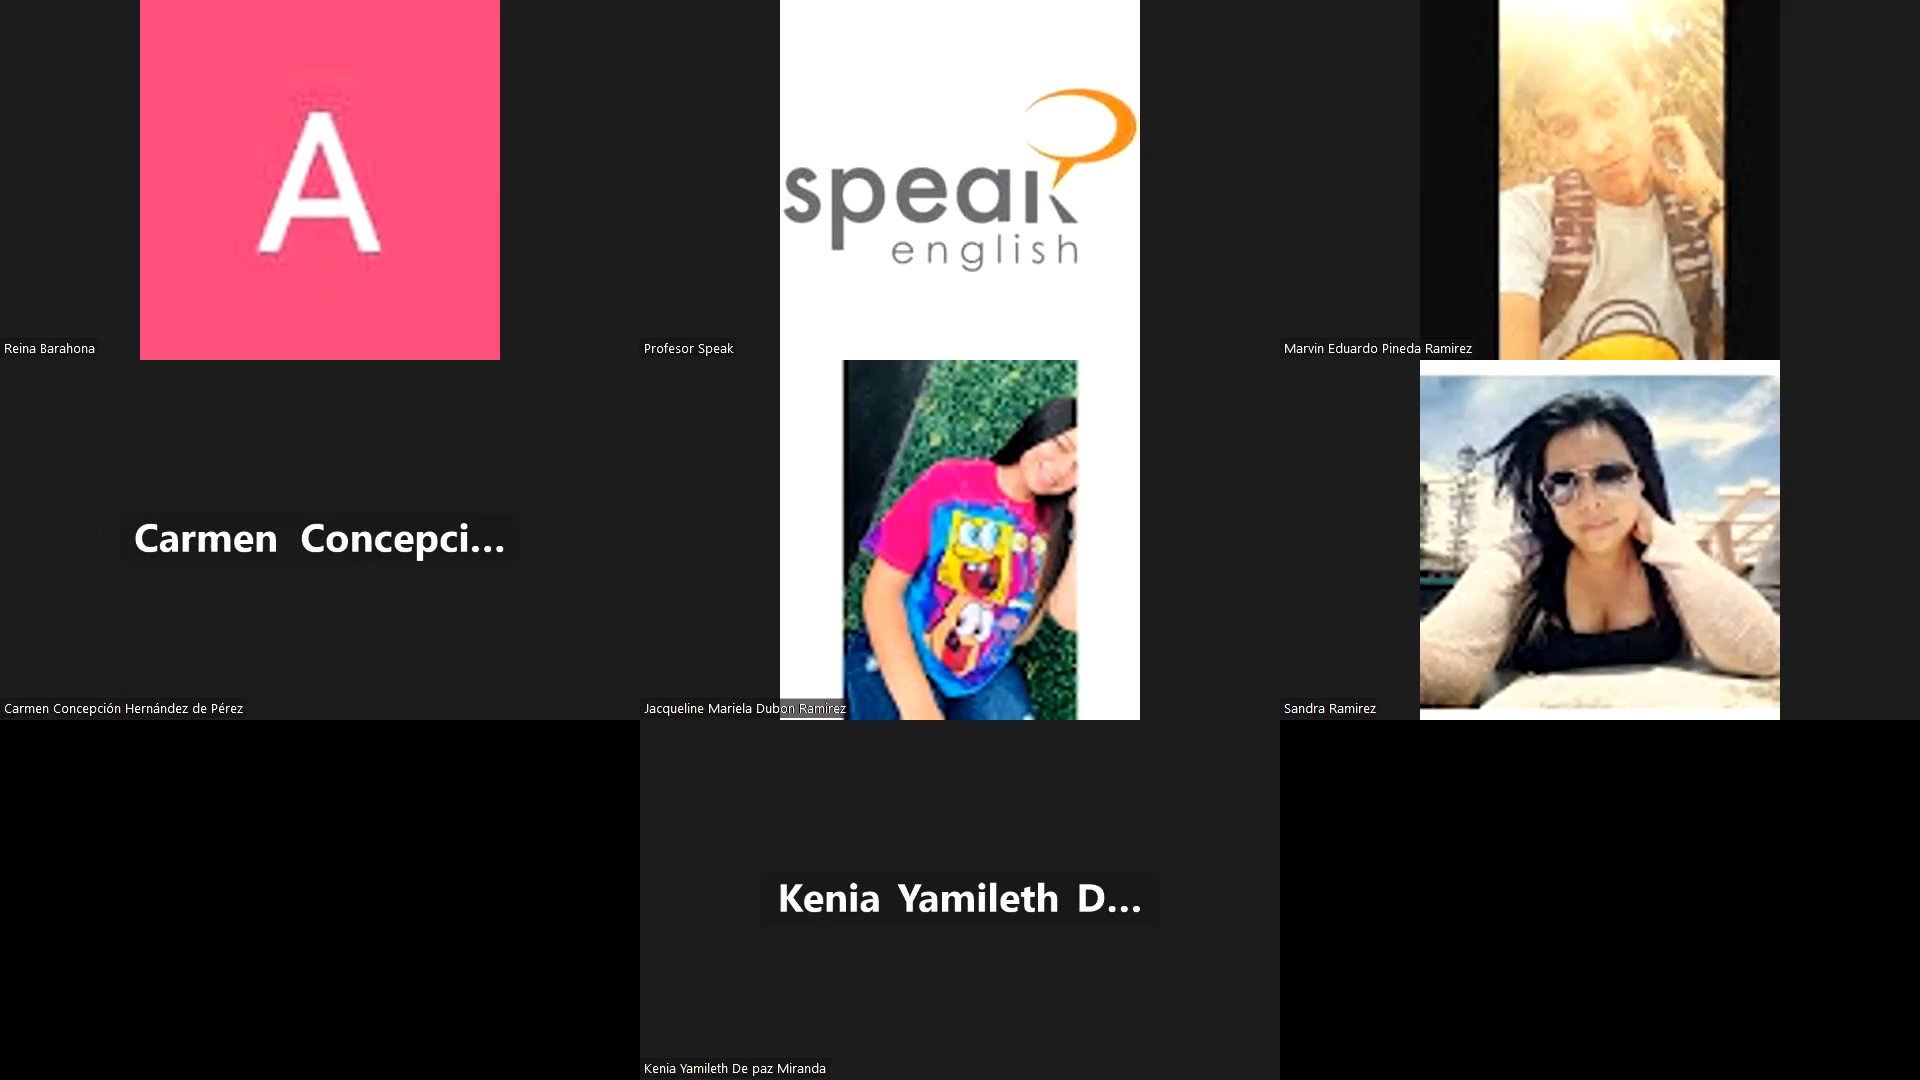 A
Reina Barahona
speak
english
Profesor Speak
Marvin Eduardo Pineda Ramirez
Carmen Concepci...
Carmen Concepción Hernández de Pérez
Jacqueline Mariela Dubon Ramirez
Sandra Ramirez
Kenia Yamileth D...
Kenia Yamileth De paz Miranda